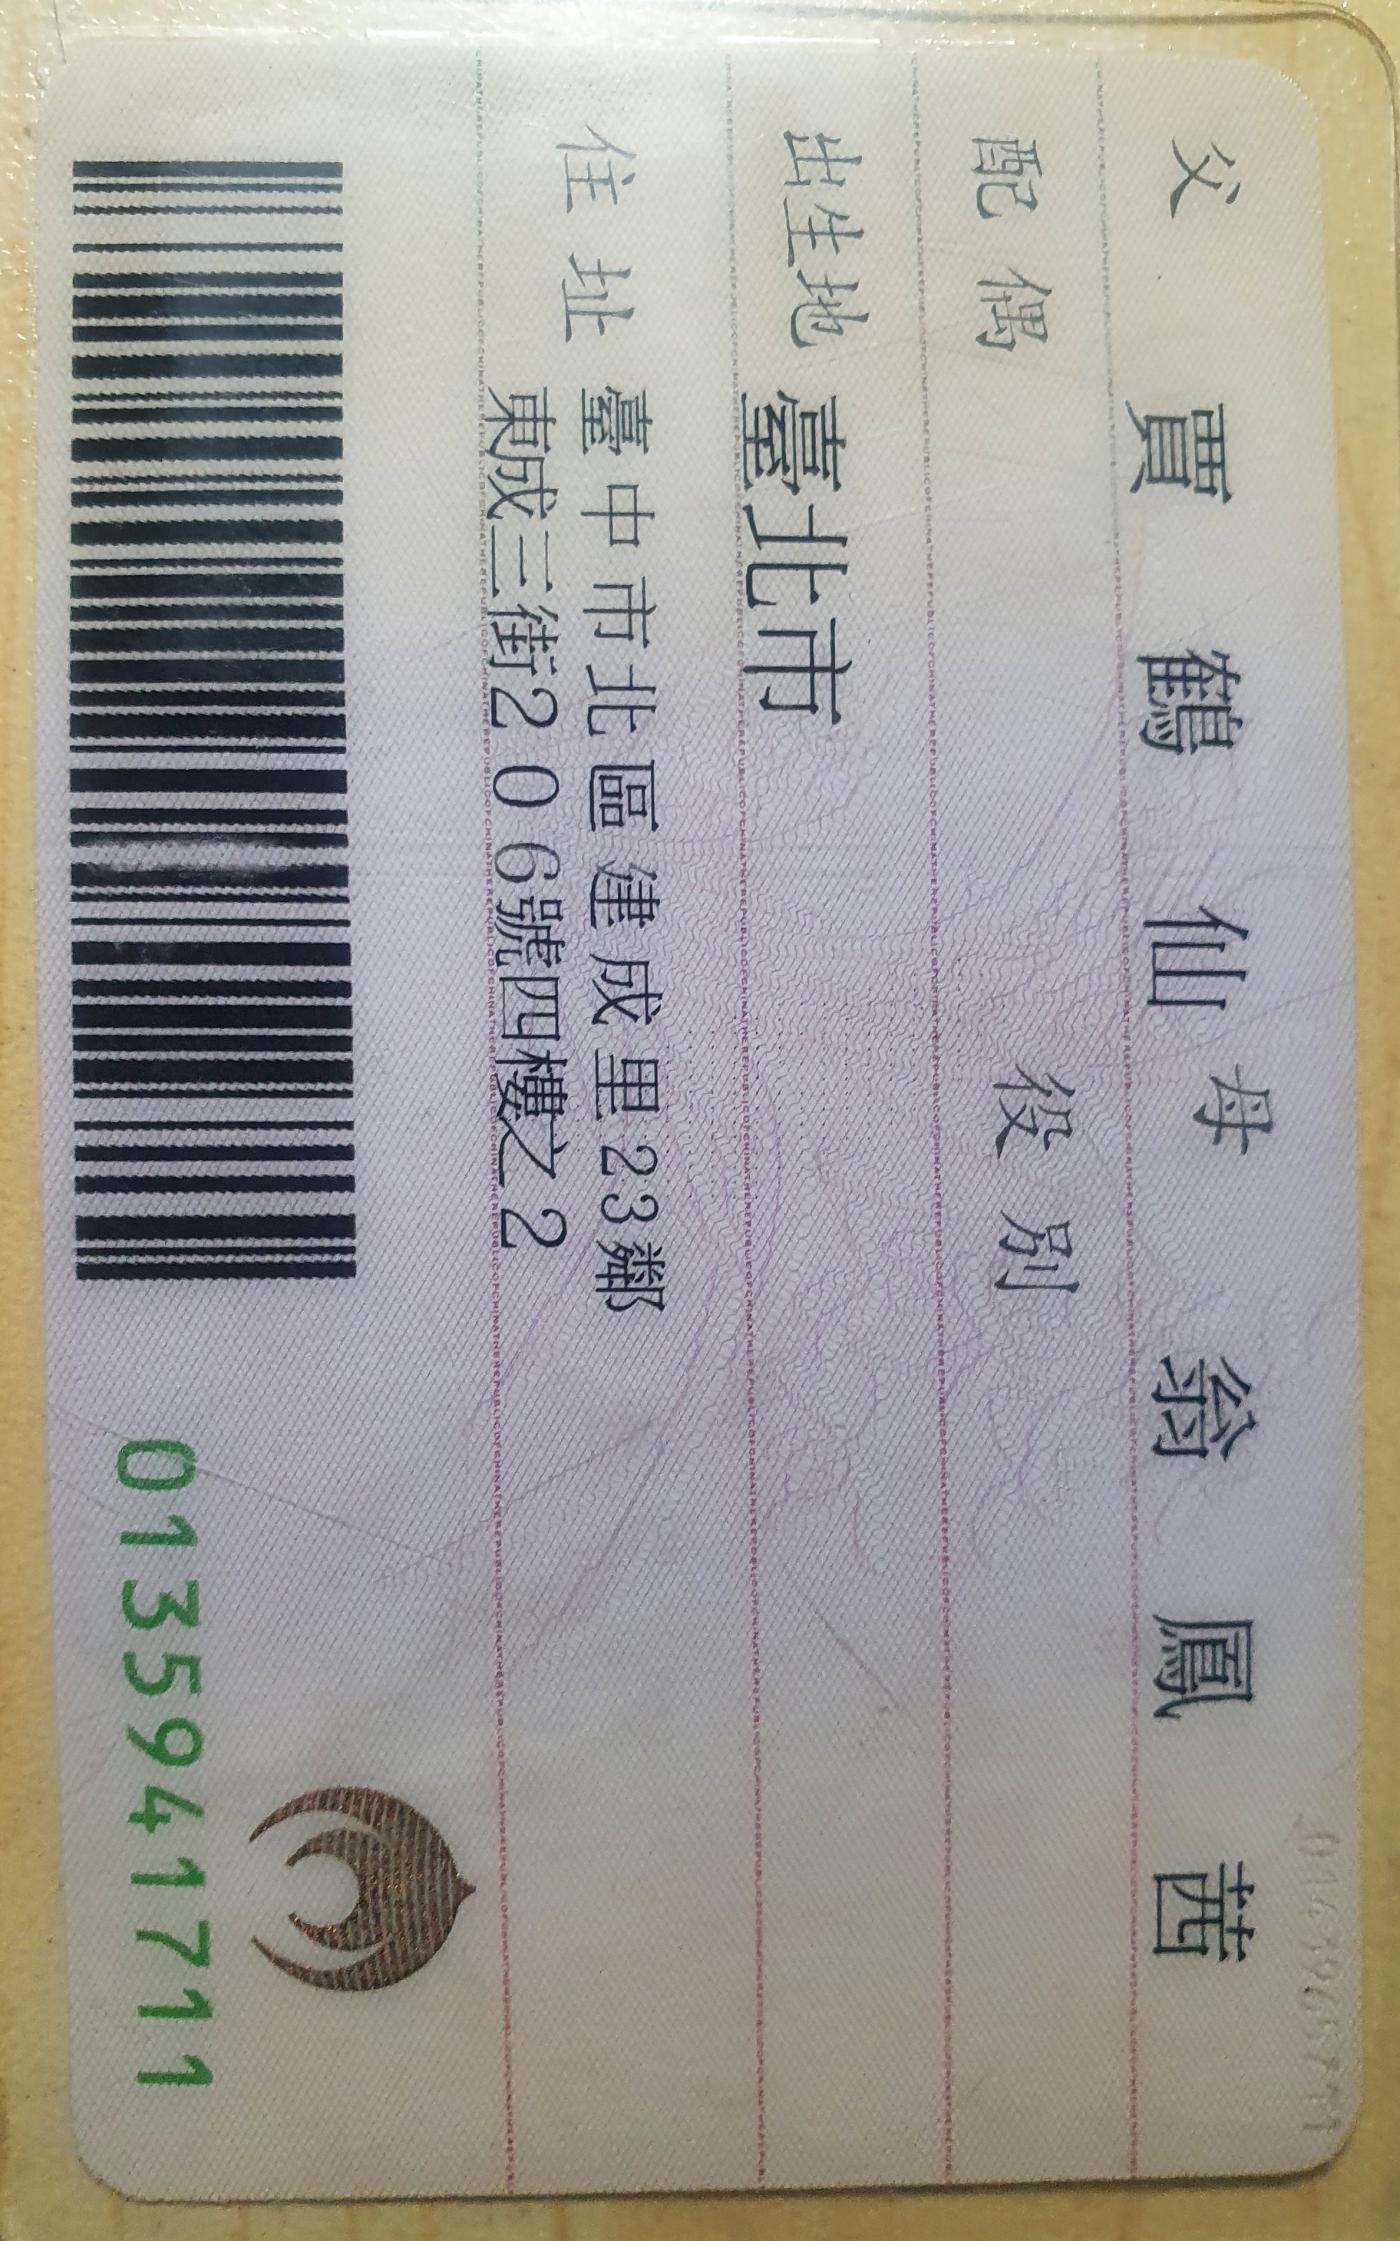 父 賈鶴仙 母 翁鳳茜
配偶 役別
出生地 臺北市
住址 臺中市北區建成里23鄰
東成三街206號四樓之2
0135941711